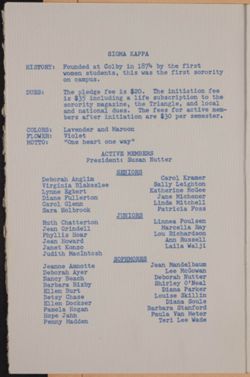 SIGMA KAPPA
HISTORY: Founded at Colby in 1874 by the first
women students, this was the first sorority
on campus.
DUES: The pledge fee is $20. The initiation fee
is $35 including a life subscription to the
sorority magazine, the Triangle, and local
and national dues. The fees for active mem-
bers after initiation are $30 per semester.
COLORS: Lavender and Maroon
FLOWER: Violet
MOTTO: "One heart one way"
ACTIVE MEMBERS
President: Susan Nutter
SENIORS
Deborah Anglim Carol Kramer
Virginia Blakeslee Sally Leighton
Lynne Egbert Katherine McGee
Diane Fullerton Jane Michener
Carol Glenn Linda Mitchell
Sara Holbrook Patricia Foss
JUNIORS
Ruth Chatterton Linnea Poulsen
Jean Grindell Marcella Ray
Phyllis Hoar Lou Richardson
Jean Howard Ann Russell
Janet Konzo Laila Walji
Judith MacIntosh
SOPHOMORES
Jeanne Amnotte Jean Mandelbaum
Deborah Ayer Lee McGowan
Nancy Beach Deborah Nutter
Barbara Bixby Shirley O'Neal
Ellen Burt Diana Parker
Betsy Chase Louise Skillin
Ellen Dockser Diana Soule
Pamela Hogan Barbara Stanford
Hope Jahn Paula Van Meter
Penny Madden Teri Lee Wade